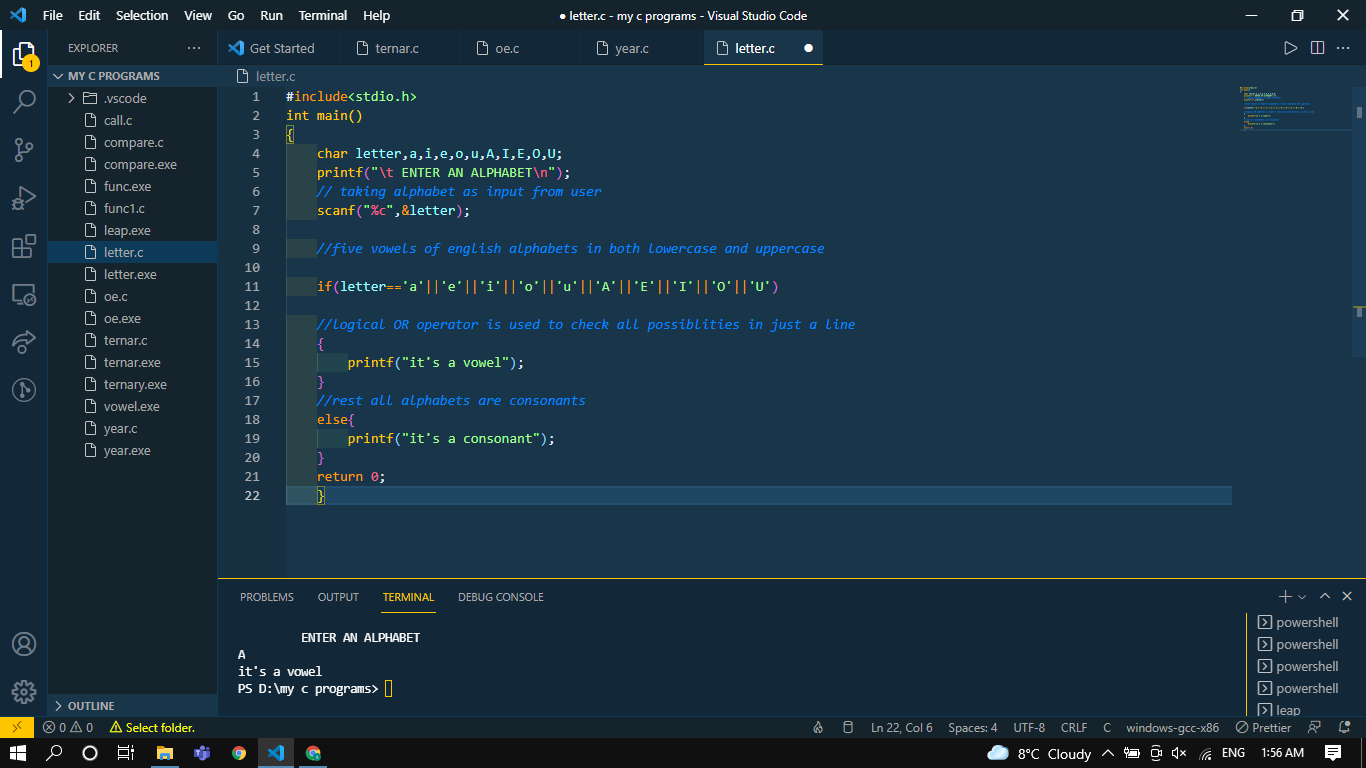 File Edit Selection View Go Run Terminal Help ● letter.c - my c programs - Visual Studio Code
EXPLORER ···
Get Started ternar.c oe.c year.c letter.c ●
MY C PROGRAMS
.vscode
call.c
compare.c
compare.exe
func.exe
func1.c
leap.exe
letter.c
letter.exe
oe.c
oe.exe
ternar.c
ternar.exe
ternary.exe
vowel.exe
year.c
year.exe
OUTLINE
1
letter.c
1 #include<stdio.h>
2 int main()
3 {
4 char letter,a,i,e,o,u,A,I,E,O,U;
5 printf("\t ENTER AN ALPHABET\n");
6 // taking alphabet as input from user
7 scanf("%c",&letter);
8
9 //five vowels of english alphabets in both lowercase and uppercase
10
11 if(letter=='a'||'e'||'i'||'o'||'u'||'A'||'E'||'I'||'O'||'U')
12
13 //logical OR operator is used to check all possiblities in just a line
14 {
15 printf("it's a vowel");
16 }
17 //rest all alphabets are consonants
18 else{
19 printf("it's a consonant");
20 }
21 return 0;
22 }
PROBLEMS OUTPUT TERMINAL DEBUG CONSOLE
ENTER AN ALPHABET
A
it's a vowel
PS D:\my c programs>
powershell
powershell
powershell
powershell
leap
0 0 Select folder. Ln 22, Col 6 Spaces: 4 UTF-8 CRLF C windows-gcc-x86 Prettier
8°C Cloudy ENG 1:56 AM